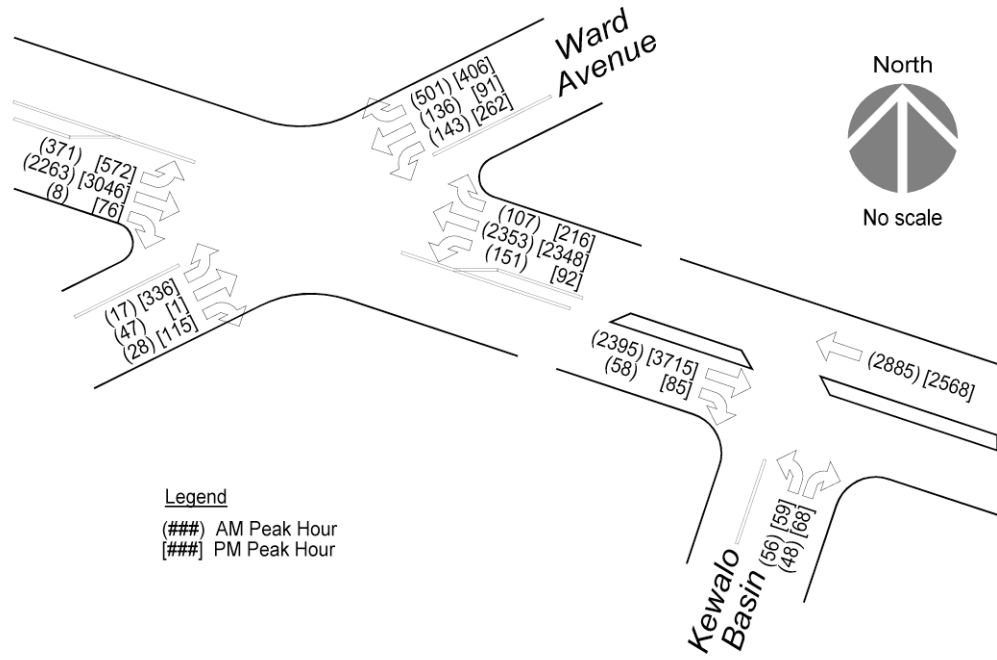 Ward
Avenue
(501) [406]
(136) [91]
(143) [262]
North
No scale
(371) [572]
(2263) [3046]
(8) [76]
(107) [216]
(2353) [2348]
(151) [92]
(17) [336]
(47) [1]
(28) [115]
(2395) [3715]
(58) [85]
(2885) [2568]
Legend
(###) AM Peak Hour
[###] PM Peak Hour
Kewalo
Basin
(56) [59]
(48) [68]